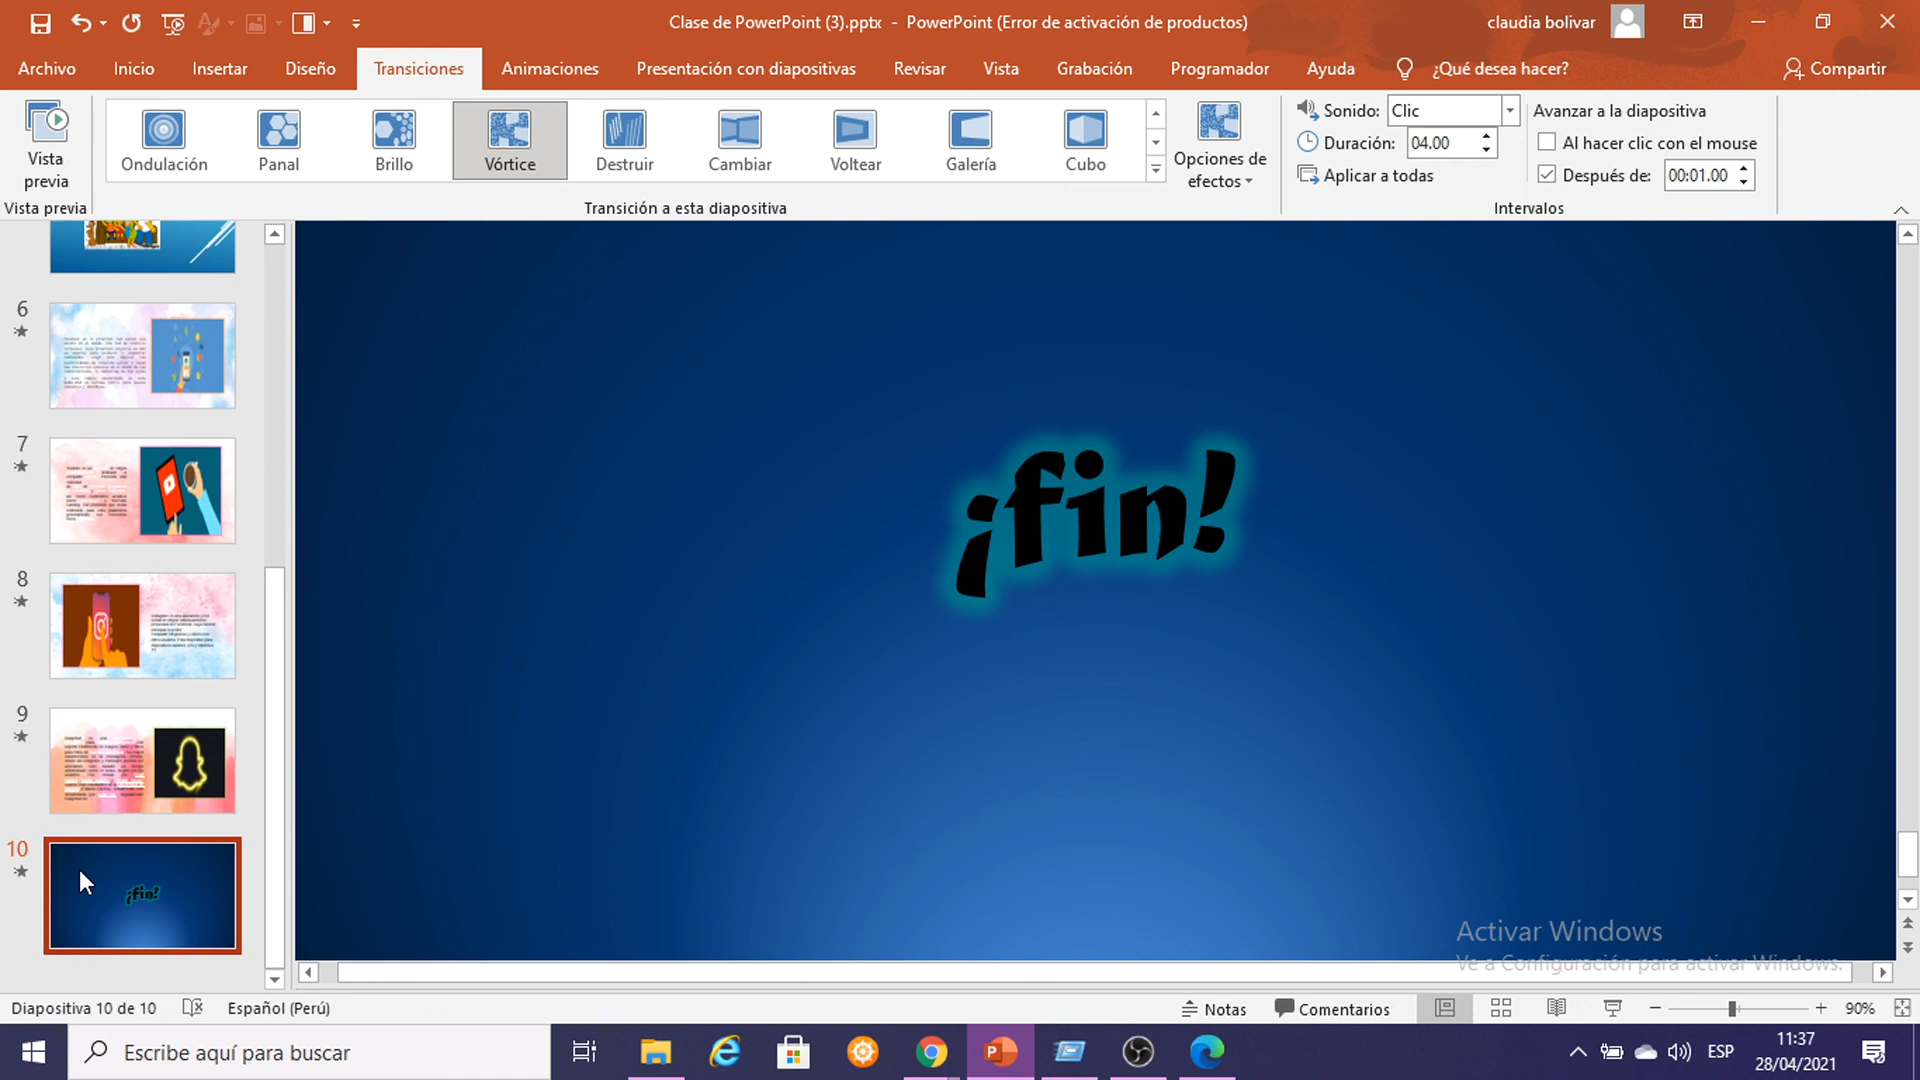 Clase de PowerPoint (3).pptx - PowerPoint (Error de activación de productos)
claudia bolivar
Archivo
Inicio
Insertar
Diseño
Transiciones
Animaciones
Presentación con diapositivas
Revisar
Vista
Grabación
Programador
Ayuda
¿Qué desea hacer?
Compartir
Vista previa
Ondulación
Panal
Brillo
Vórtice
Destruir
Cambiar
Voltear
Galería
Cubo
Opciones de efectos
Sonido: Clic
Duración: 04.00
Aplicar a todas
Avanzar a la diapositiva
Al hacer clic con el mouse
Después de: 00:01.00
Vista previa
Transición a esta diapositiva
Intervalos
6
7
8
9
10
¡fin!
¡fin!
Activar Windows
Ve a Configuración para activar Windows.
Diapositiva 10 de 10
Español (Perú)
Notas
Comentarios
90%
Escribe aquí para buscar
ESP
11:37
28/04/2021